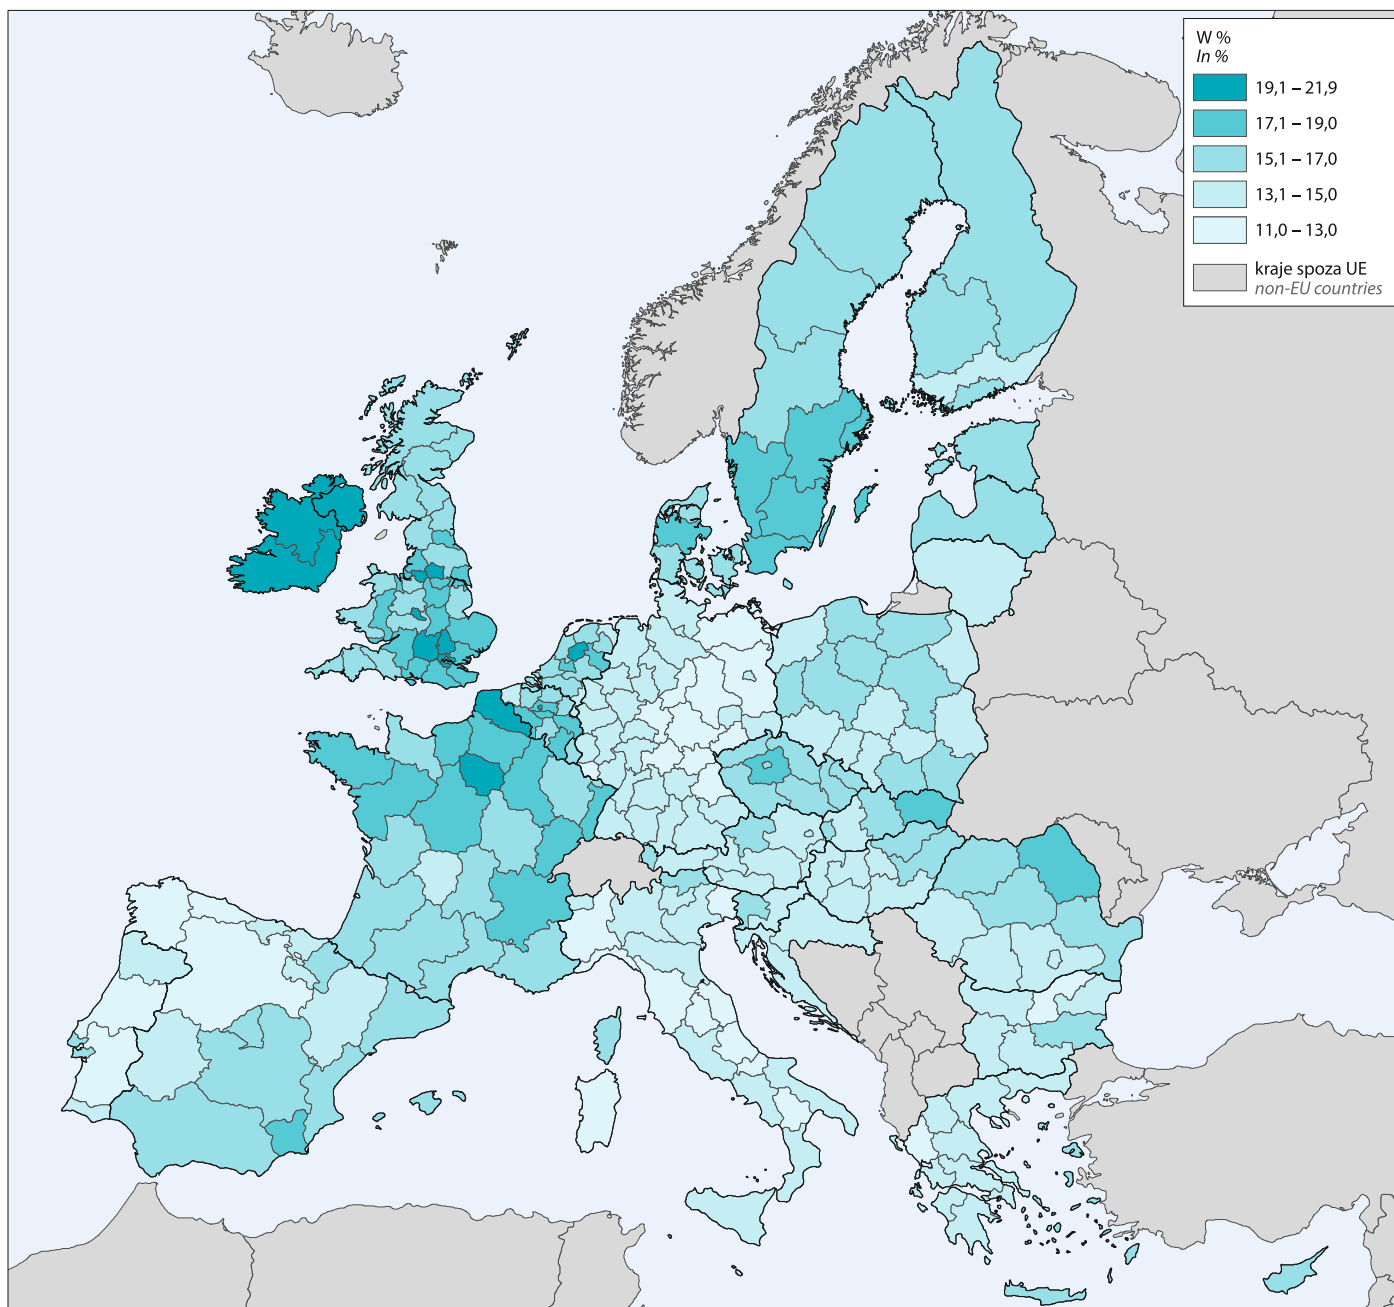 W %
In %
19,1 – 21,9
17,1 – 19,0
15,1 – 17,0
13,1 – 15,0
11,0 – 13,0
kraje spoza UE
non-EU countries